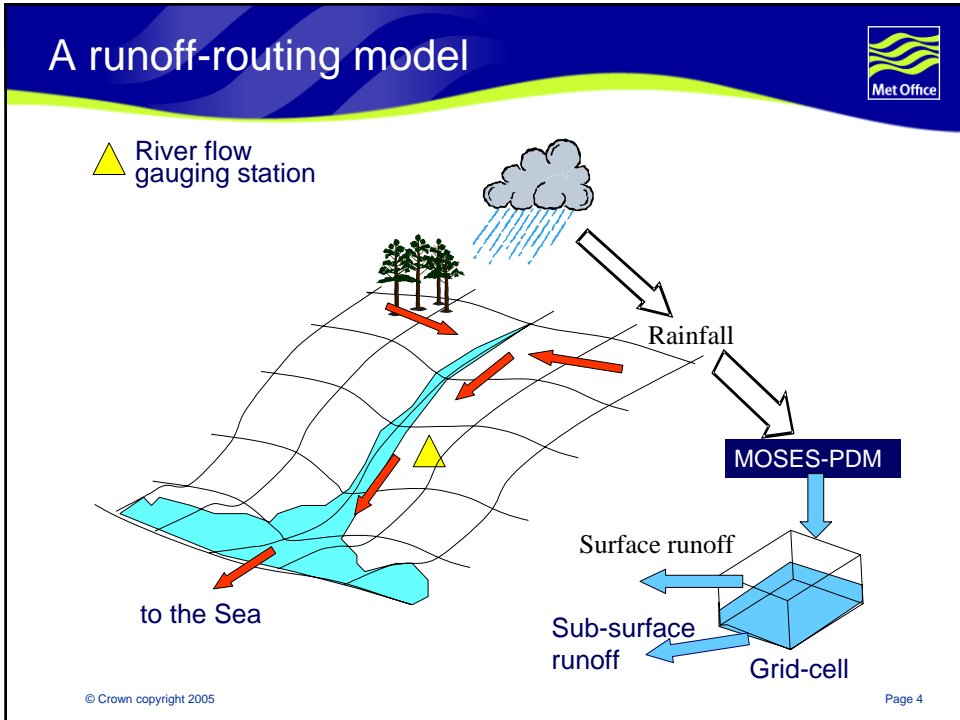 A runoff-routing model
Met Office
River flow
gauging station
Rainfall
MOSES-PDM
Surface runoff
to the Sea
Sub-surface
runoff
Grid-cell
© Crown copyright 2005
Page 4